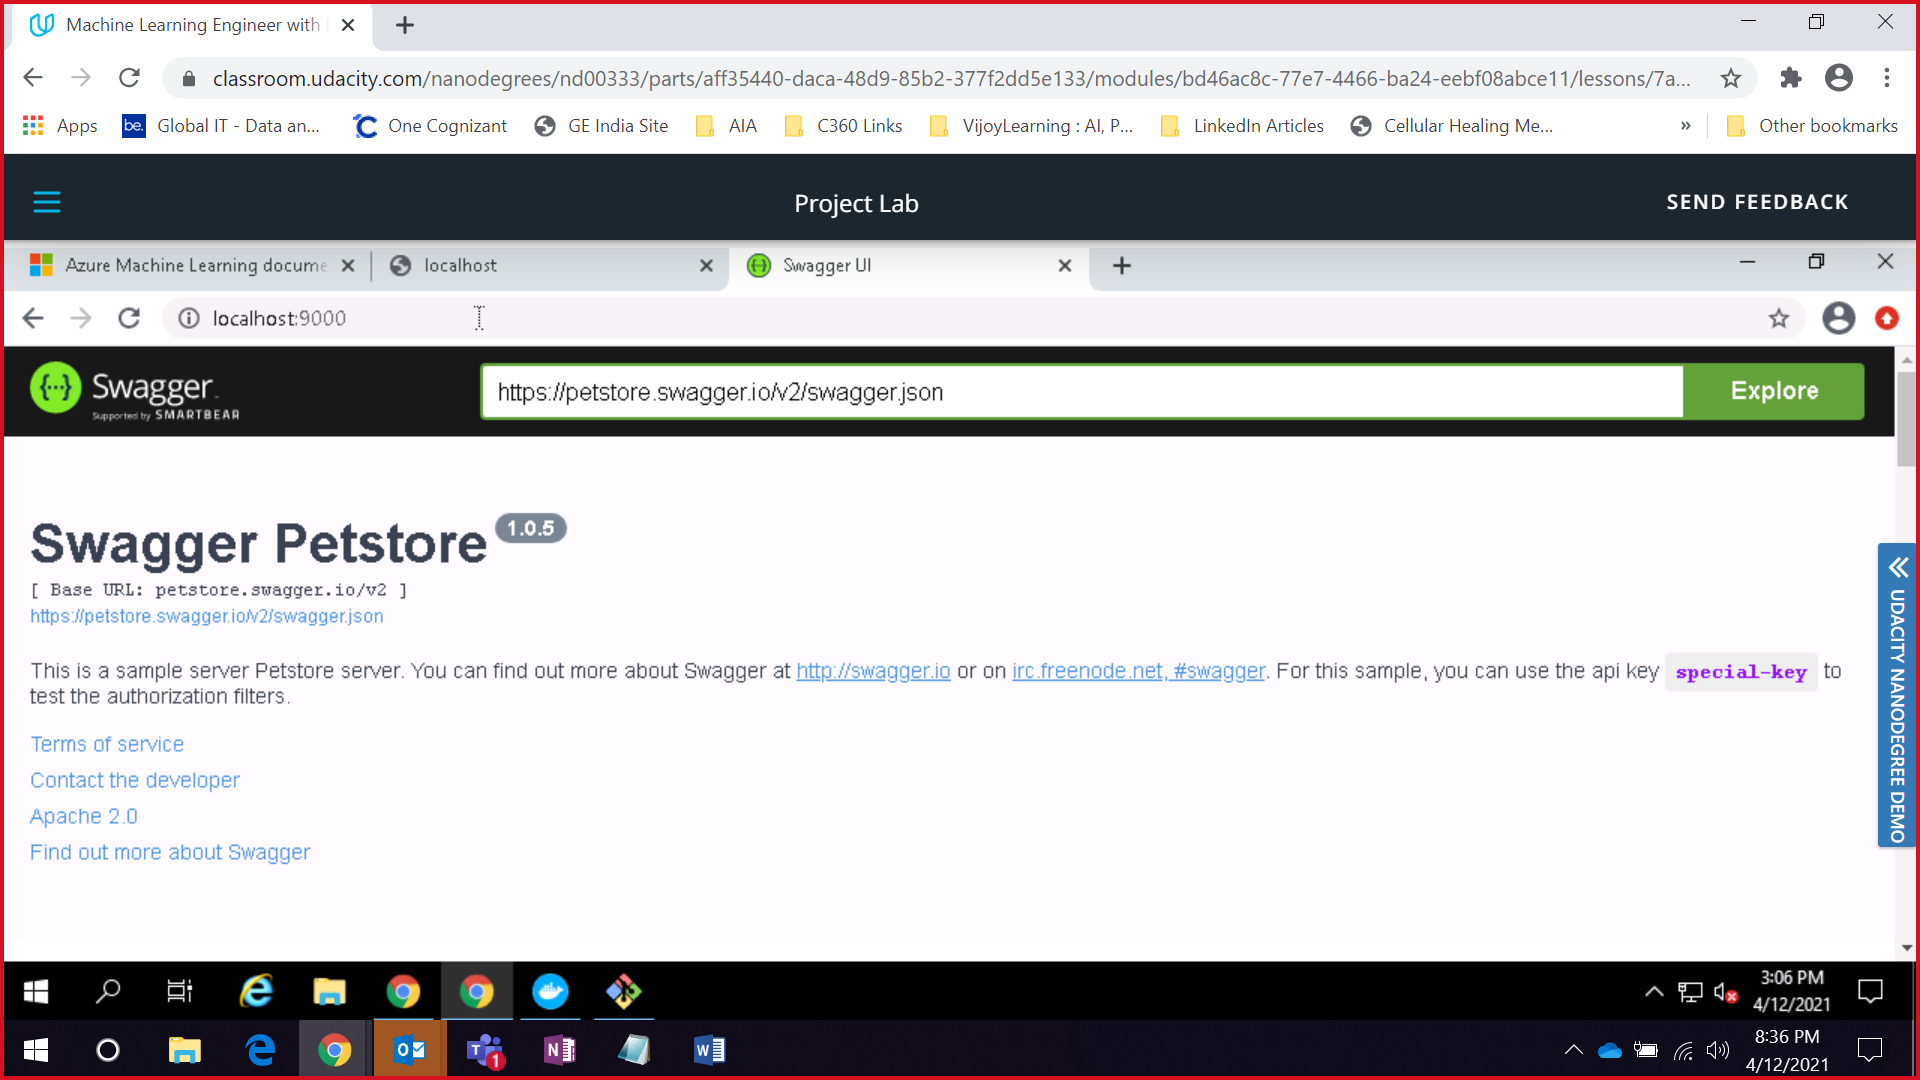 Machine Learning Engineer with
classroom.udacity.com/nanodegrees/nd00333/parts/aff35440-daca-48d9-85b2-377f2dd5e133/modules/bd46ac8c-77e7-4466-ba24-eebf08abce11/lessons/7a...
Apps be. Global IT - Data an... One Cognizant GE India Site AIA C360 Links VijoyLearning : AI, P... LinkedIn Articles Cellular Healing Me... » Other bookmarks
Project Lab SEND FEEDBACK
Azure Machine Learning docume localhost Swagger UI
localhost:9000
Swagger. https://petstore.swagger.io/v2/swagger.json Explore
Supported by SMARTBEAR
Swagger Petstore 1.0.5
[ Base URL: petstore.swagger.io/v2 ]
https://petstore.swagger.io/v2/swagger.json
This is a sample server Petstore server. You can find out more about Swagger at http://swagger.io or on irc.freenode.net, #swagger. For this sample, you can use the api key special-key to
test the authorization filters.
Terms of service
Contact the developer
Apache 2.0
Find out more about Swagger
UDACITY NANODEGREE DEMO
3:06 PM
4/12/2021
8:36 PM
4/12/2021